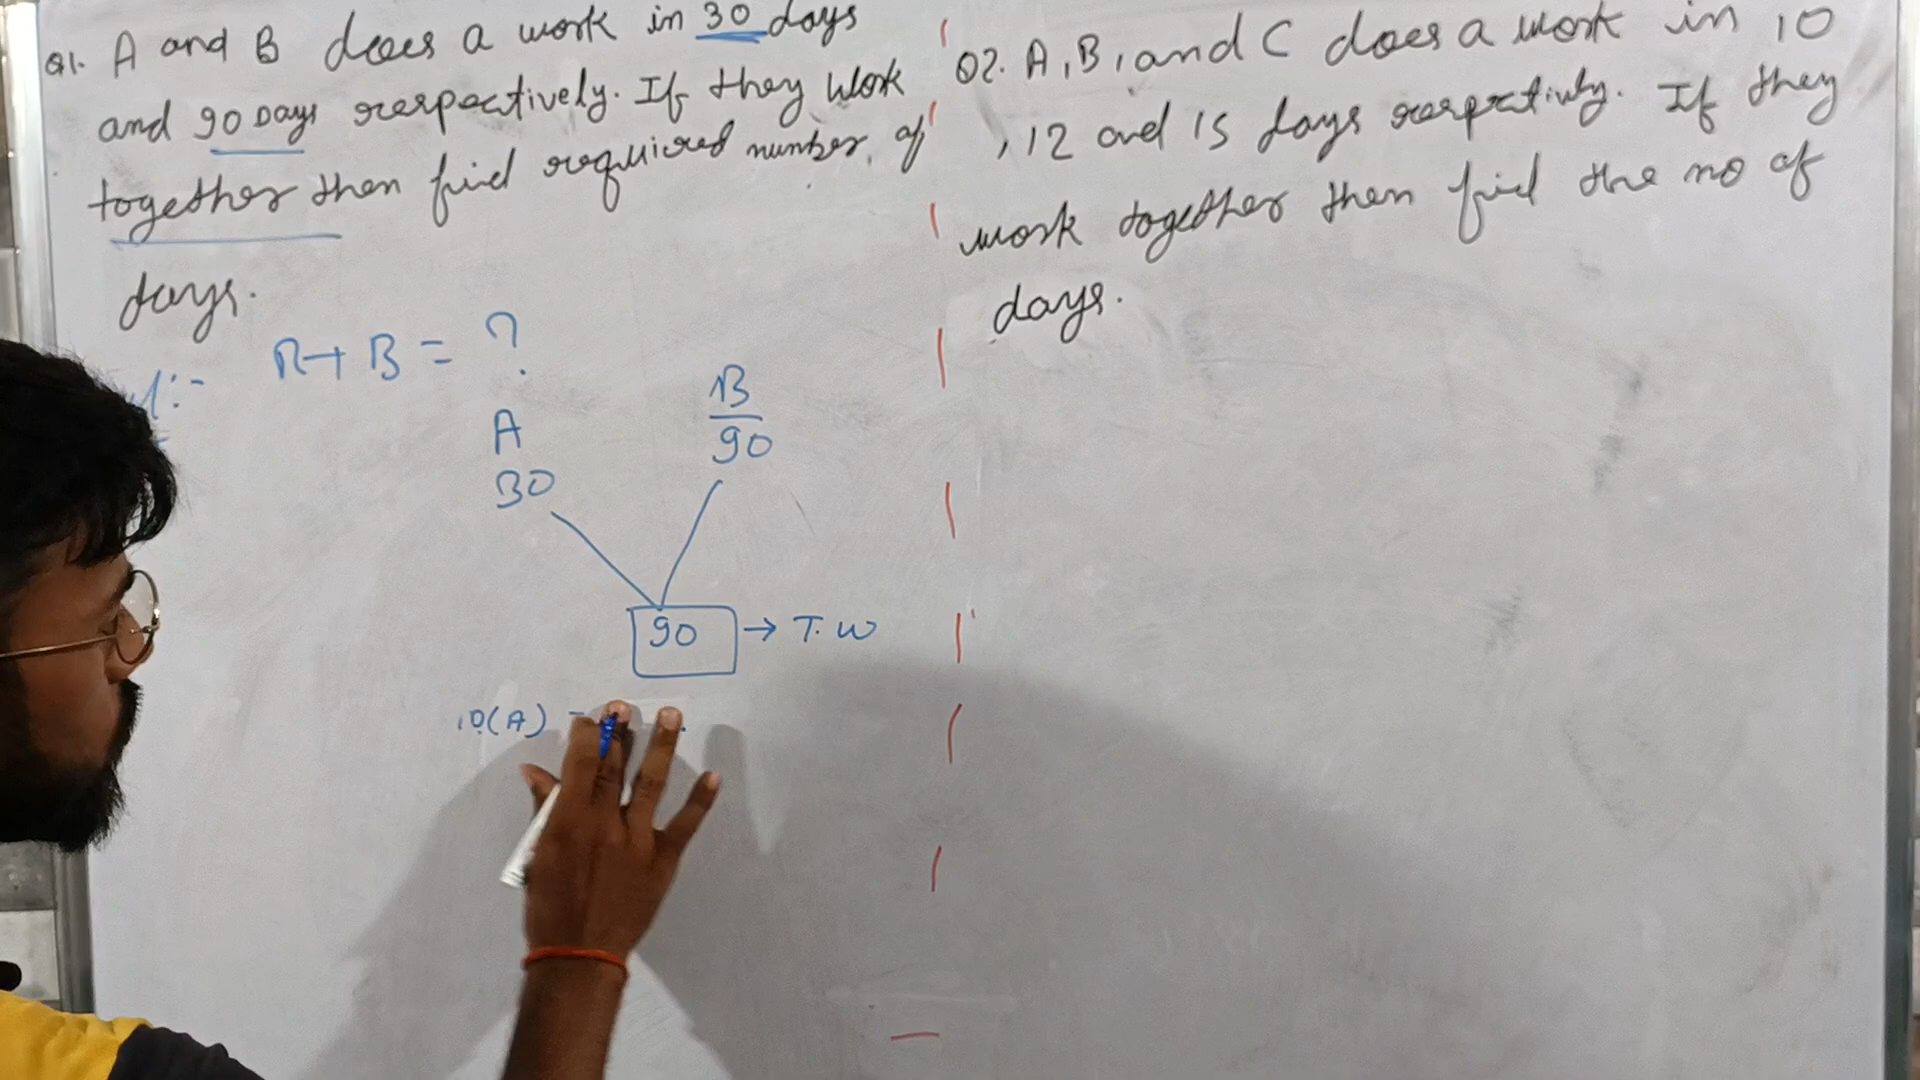 Q1. A and B does a work in 30 days
and 90 Days respectively. If they work
together then find required number of
days.
A + B = ?
A
30
B
90
90 → T.W
10(A) =
Q2. A, B, and C does a work in 10
, 12 and 15 days respectively. If they
work together then find the no of
days.